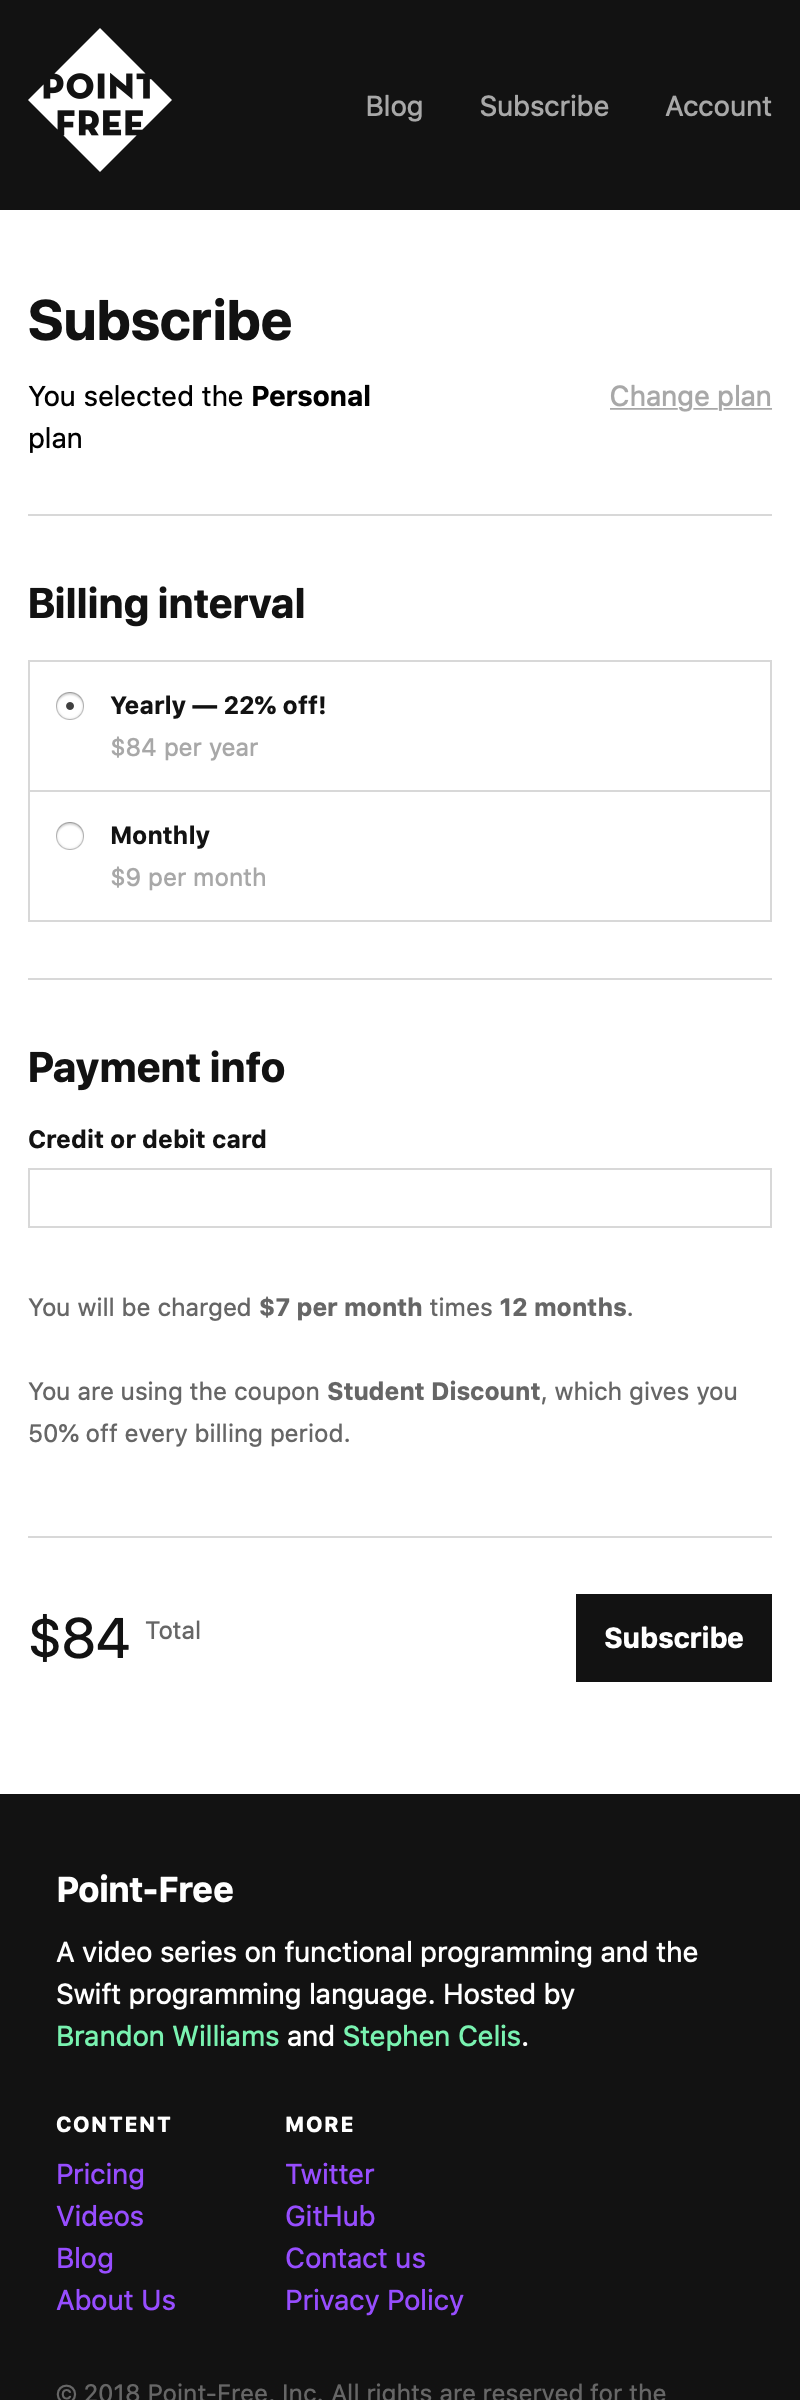 POINT
FREE
Blog Subscribe Account
Subscribe
You selected the Personal
plan
Change plan
Billing interval
Yearly — 22% off!
$84 per year
Monthly
$9 per month
Payment info
Credit or debit card
You will be charged $7 per month times 12 months.
You are using the coupon Student Discount, which gives you
50% off every billing period.
$84 Total
Subscribe
Point-Free
A video series on functional programming and the
Swift programming language. Hosted by
Brandon Williams and Stephen Celis.
CONTENT
Pricing
Videos
Blog
About Us
MORE
Twitter
GitHub
Contact us
Privacy Policy
© 2018 Point-Free, Inc. All rights are reserved for the